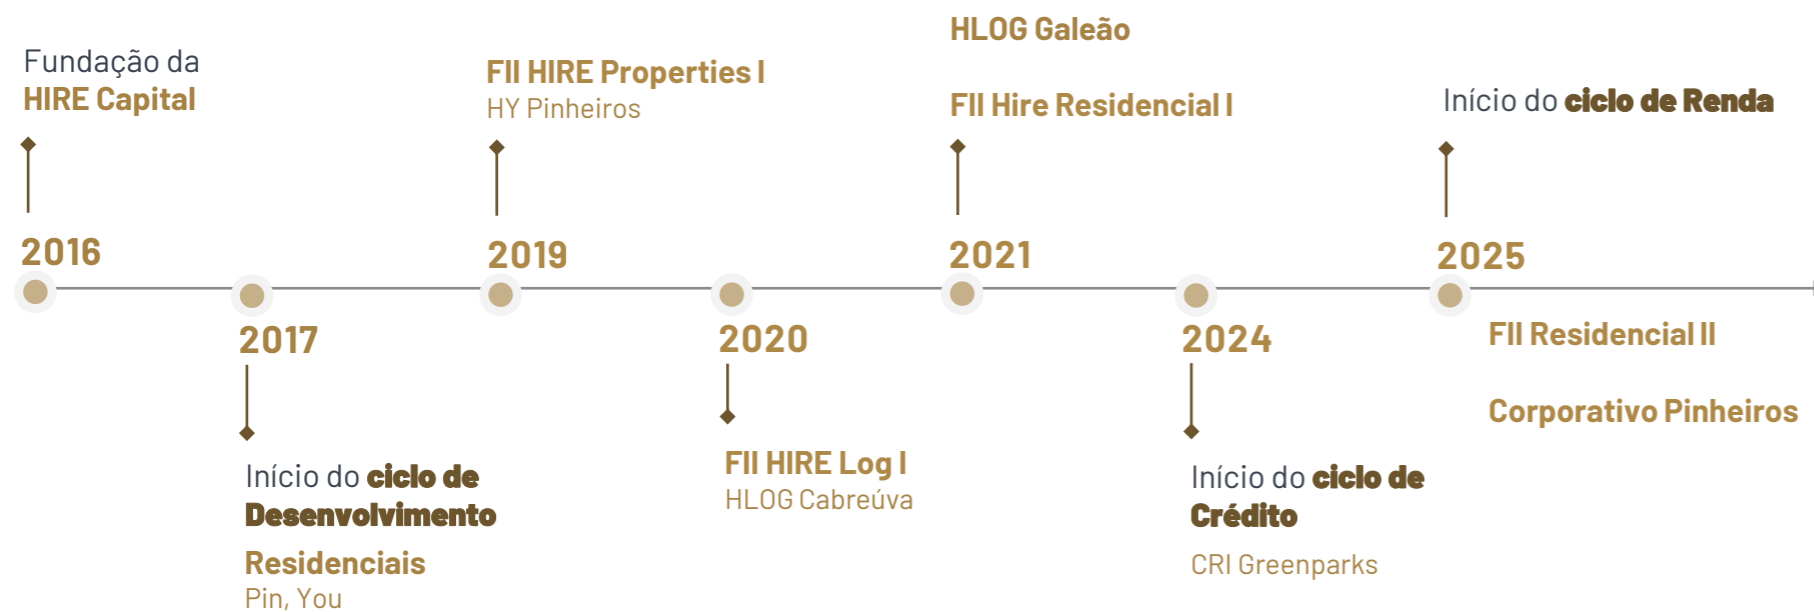 Fundação da
HIRE Capital
2016
2017
Início do ciclo de
Desenvolvimento
Residenciais
Pin, You
FII HIRE Properties I
HY Pinheiros
2019
2020
FII HIRE Log I
HLOG Cabreúva
HLOG Galeão
FII Hire Residencial I
2021
2024
Início do ciclo de
Crédito
CRI Greenparks
Início do ciclo de Renda
2025
FII Residencial II
Corporativo Pinheiros